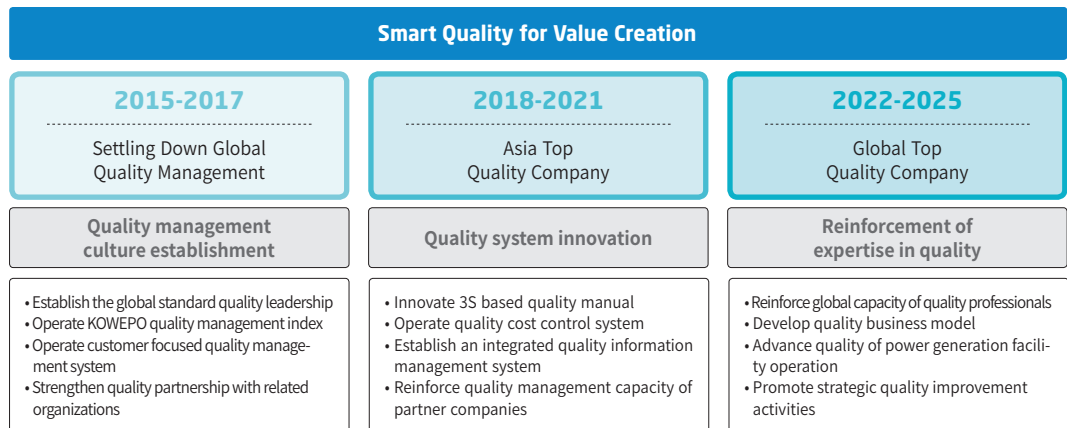 Smart Quality for Value Creation
2015-2017
Settling Down Global
Quality Management
Quality management
culture establishment
• Establish the global standard quality leadership
• Operate KOWEPO quality management index
• Operate customer focused quality manage-
ment system
• Strengthen quality partnership with related
organizations
2018-2021
Asia Top
Quality Company
Quality system innovation
• Innovate 3S based quality manual
• Operate quality cost control system
• Establish an integrated quality information
management system
• Reinforce quality management capacity of
partner companies
2022-2025
Global Top
Quality Company
Reinforcement of
expertise in quality
• Reinforce global capacity of quality professionals
• Develop quality business model
• Advance quality of power generation facili-
ty operation
• Promote strategic quality improvement
activities